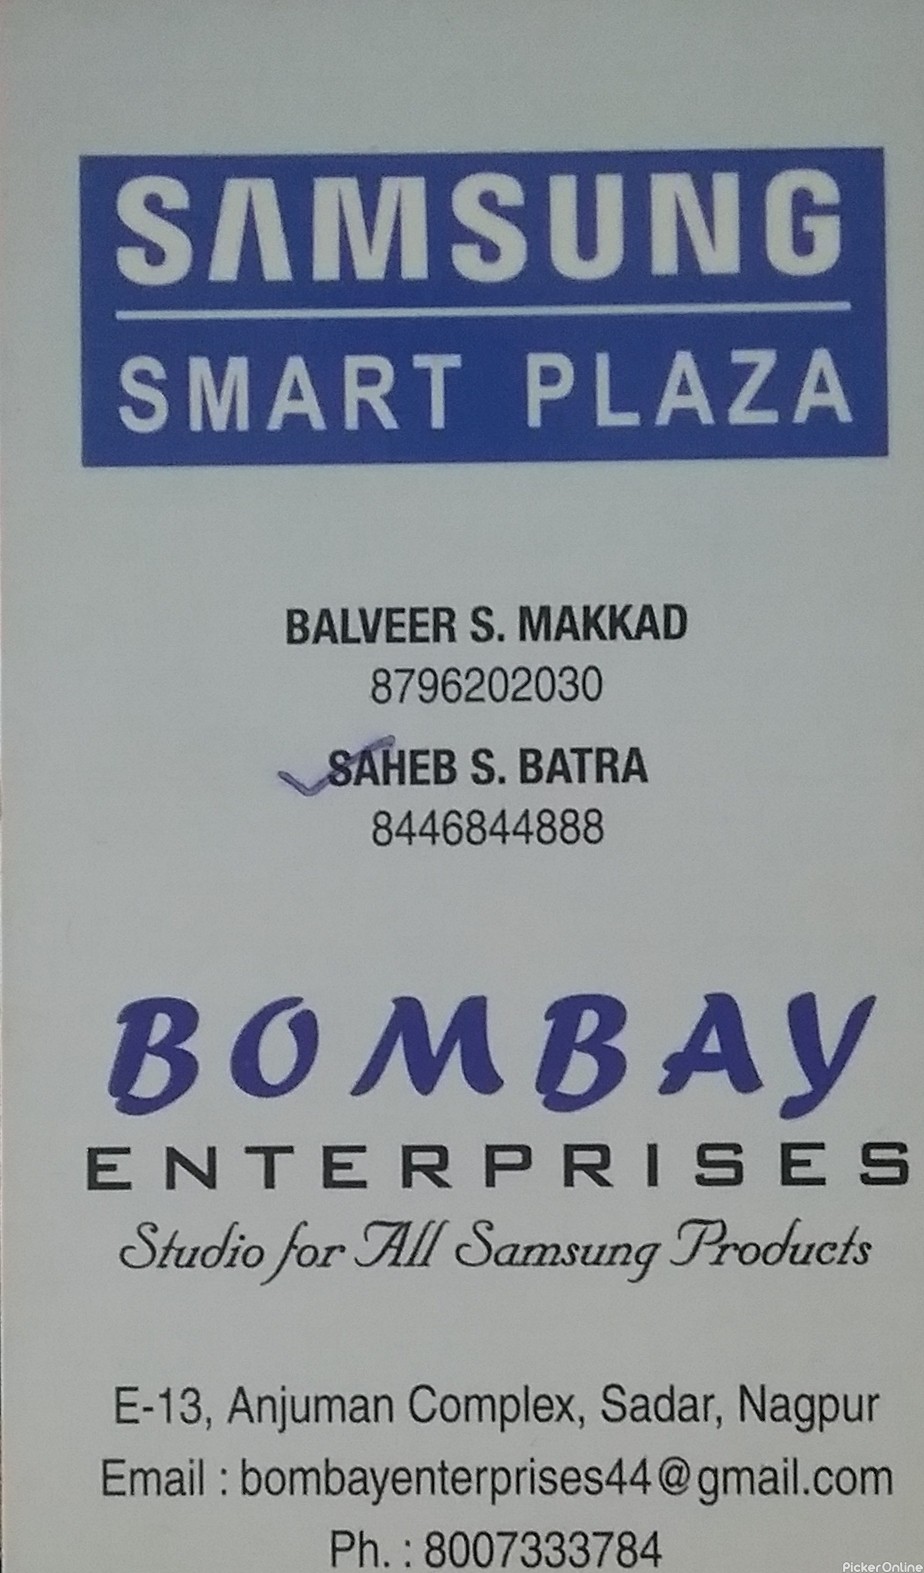 SAMSUNG
SMART PLAZA
BALVEER S. MAKKAD
8796202030
SAHEB S. BATRA
8446844888
BOMBAY
ENTERPRISES
Studio for All Samsung Products
E-13, Anjuman Complex, Sadar, Nagpur
Email : bombayenterprises44@gmail.com
Ph. : 8007333784
PickerOnline